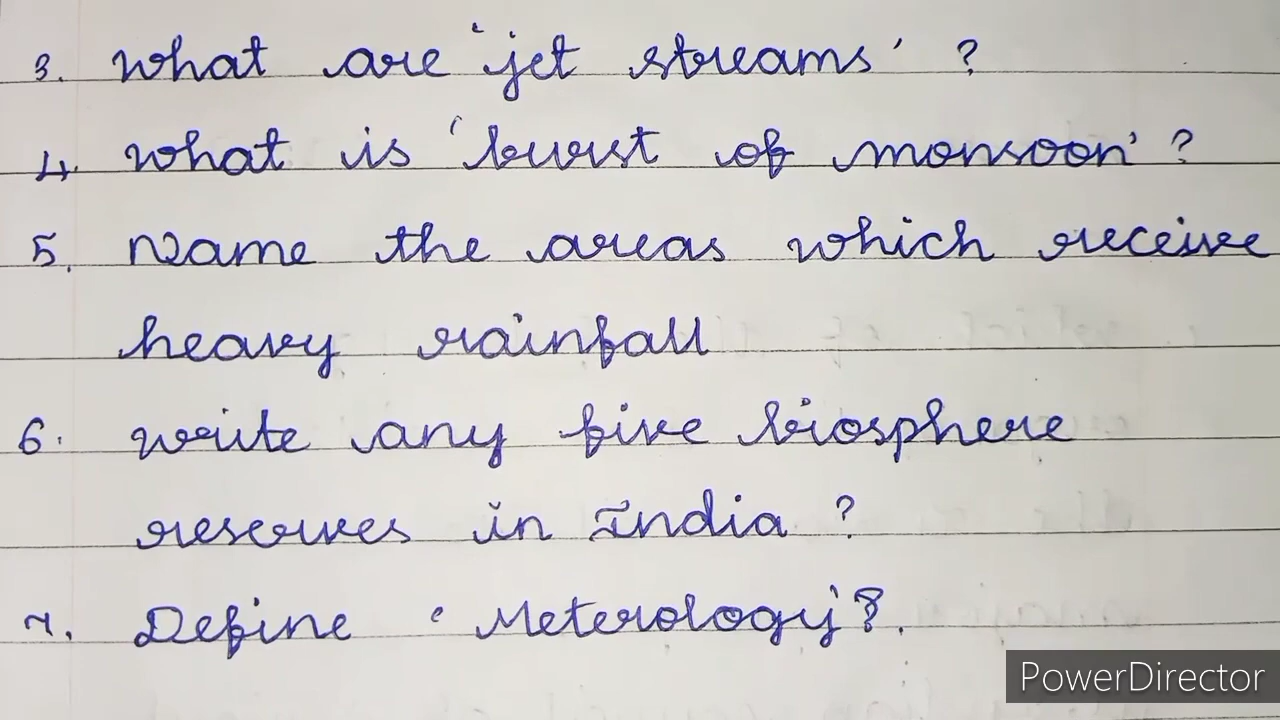 3. What are 'jet streams' ?
4. What is 'burst of monsoon' ?
5. Name the areas which receive
heavy rainfall
6. Write any five biosphere
reserves in India ?
7. Define 'Meterology'?.
PowerDirector